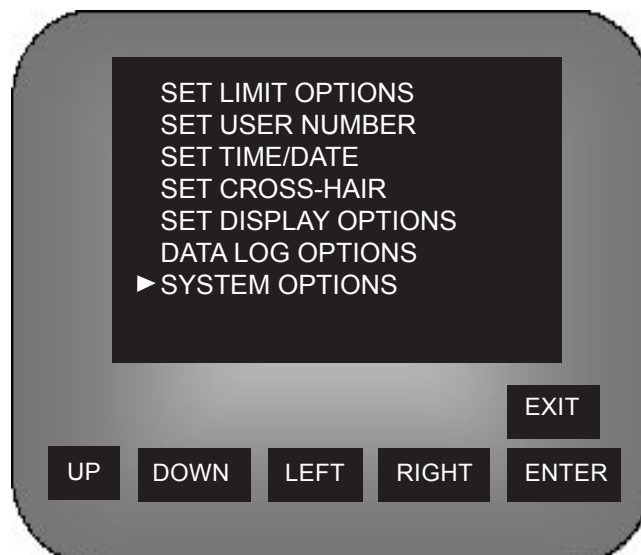 SET LIMIT OPTIONS
SET USER NUMBER
SET TIME/DATE
SET CROSS-HAIR
SET DISPLAY OPTIONS
DATA LOG OPTIONS
►SYSTEM OPTIONS
EXIT
UP DOWN LEFT RIGHT ENTER